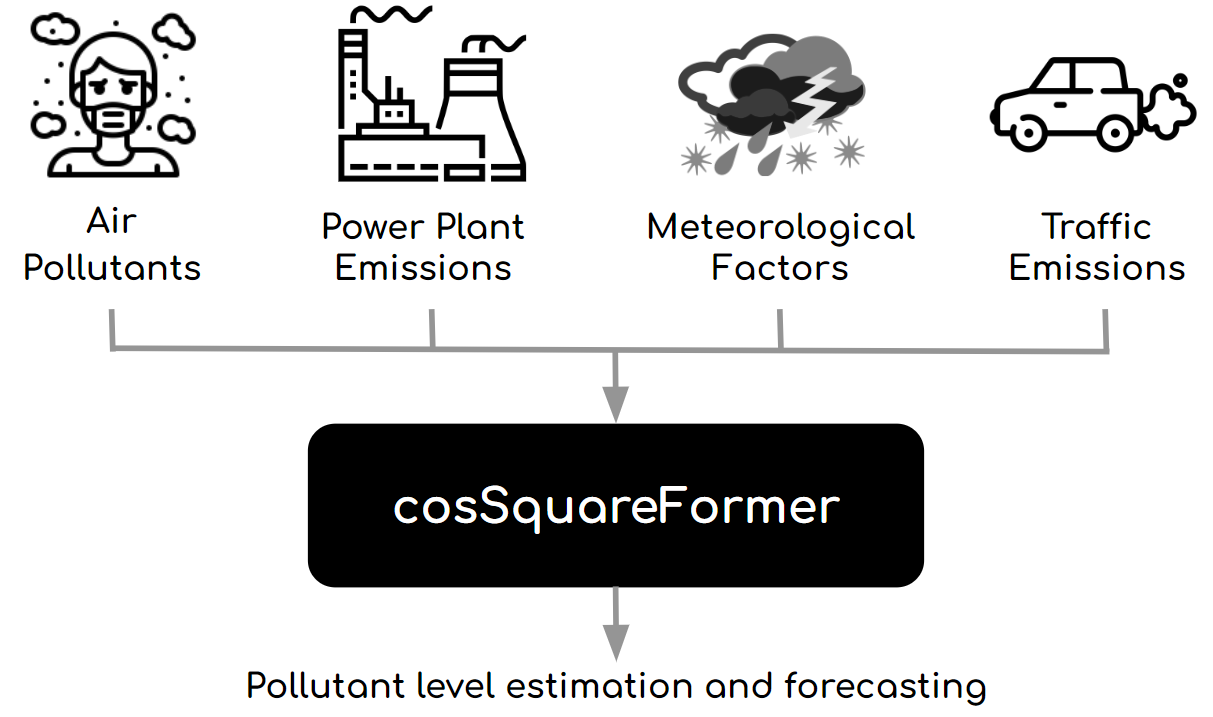 Air
Pollutants
Power Plant
Emissions
Meteorological
Factors
Traffic
Emissions
cosSquareFormer
Pollutant level estimation and forecasting